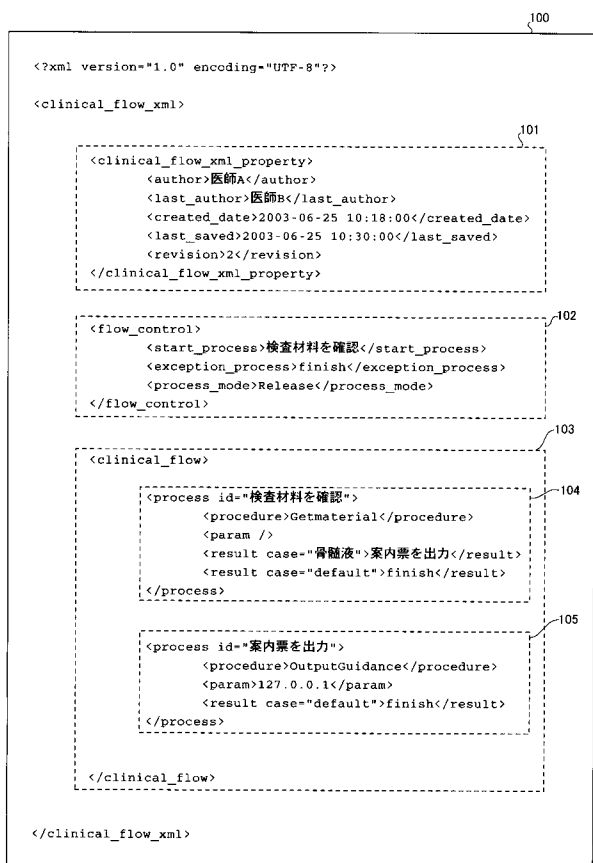 100
<?xml version="1.0" encoding="UTF-8"?>
<clinical_flow_xml>
101
<clinical_flow_xml_property>
<author>医師A</author>
<last_author>医師B</last_author>
<created_date>2003-06-25 10:18:00</created_date>
<last_saved>2003-06-25 10:30:00</last_saved>
<revision>2</revision>
</clinical_flow_xml_property>
102
<flow_control>
<start_process>検査材料を確認</start_process>
<exception_process>finish</exception_process>
<process_mode>Release</process_mode>
</flow_control>
103
<clinical_flow>
104
<process id="検査材料を確認">
<procedure>Getmaterial</procedure>
<param />
<result case="骨髄液">案内票を出力</result>
<result case="default">finish</result>
</process>
105
<process id="案内票を出力">
<procedure>OutputGuidance</procedure>
<param>127.0.0.1</param>
<result case="default">finish</result>
</process>
</clinical_flow>
</clinical_flow_xml>